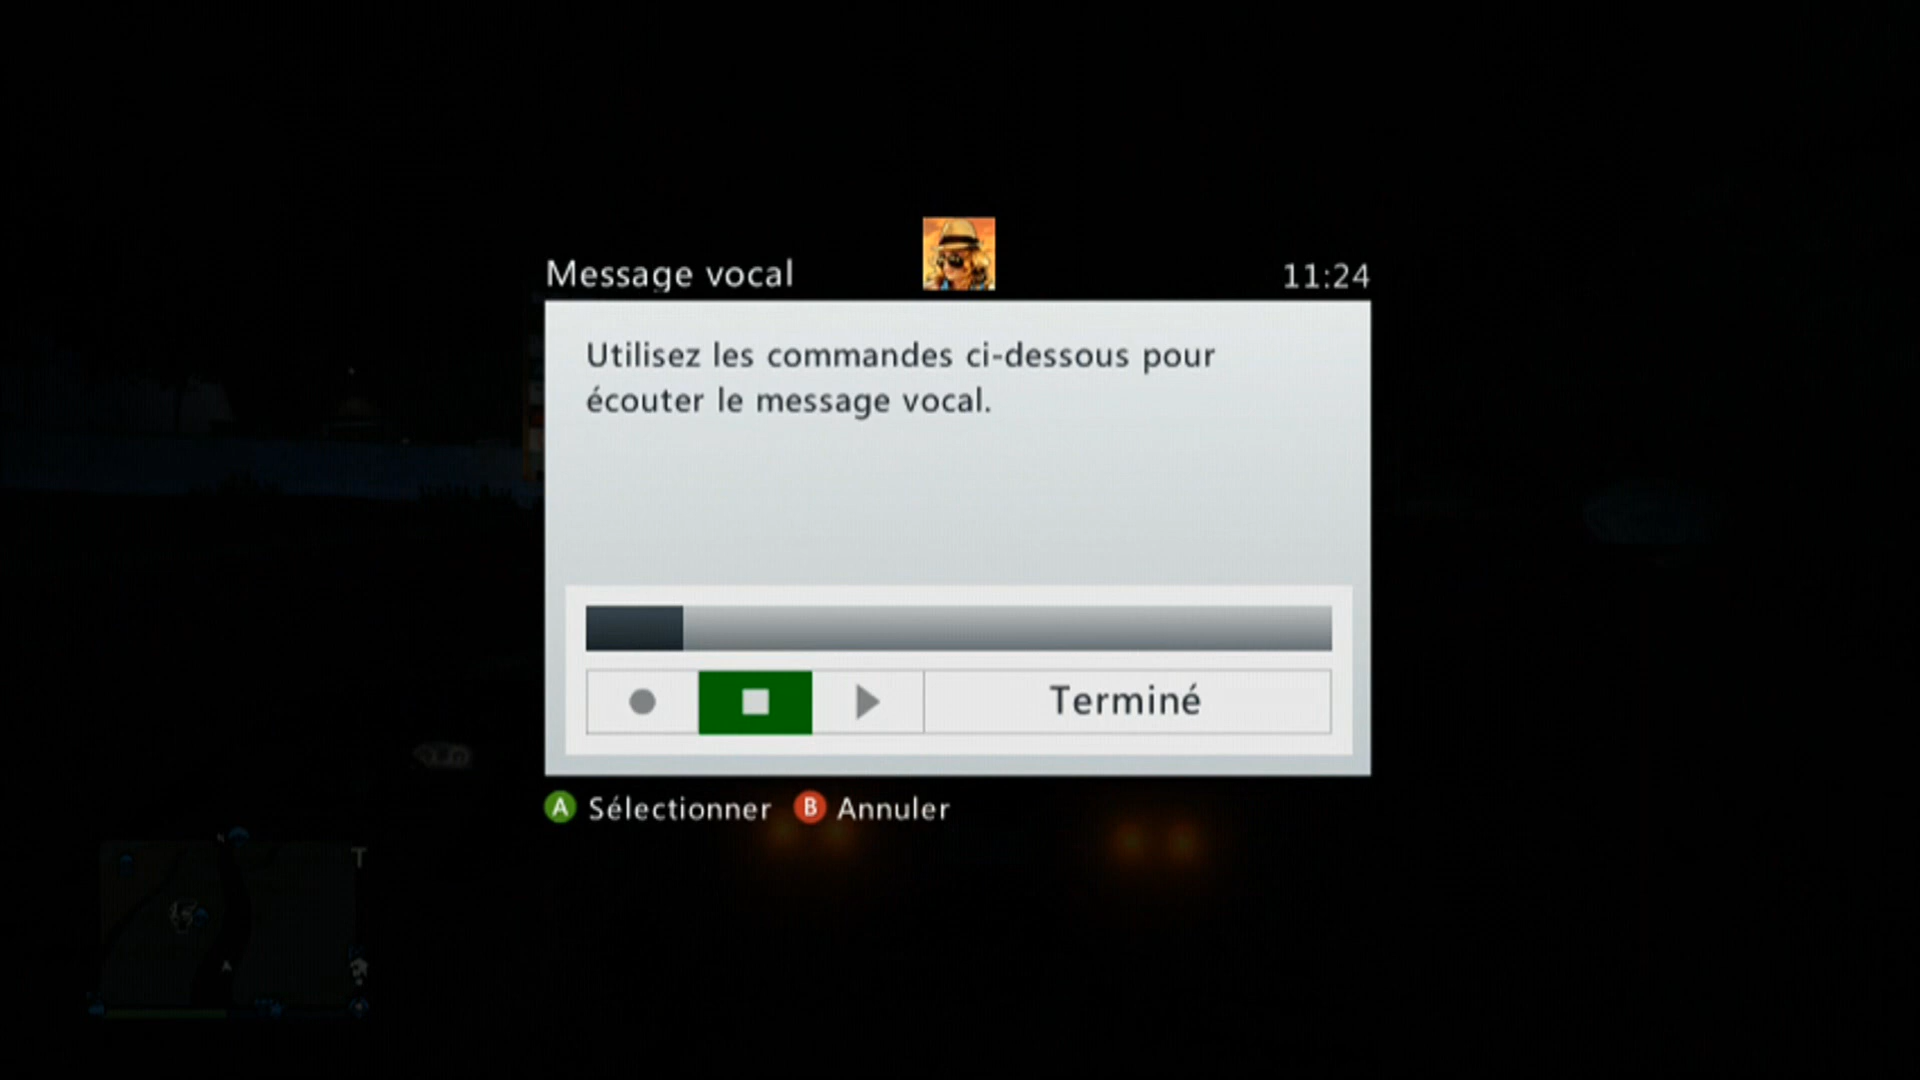 Message vocal
11:24
Utilisez les commandes ci-dessous pour
écouter le message vocal.
Terminé
A Sélectionner B Annuler
T